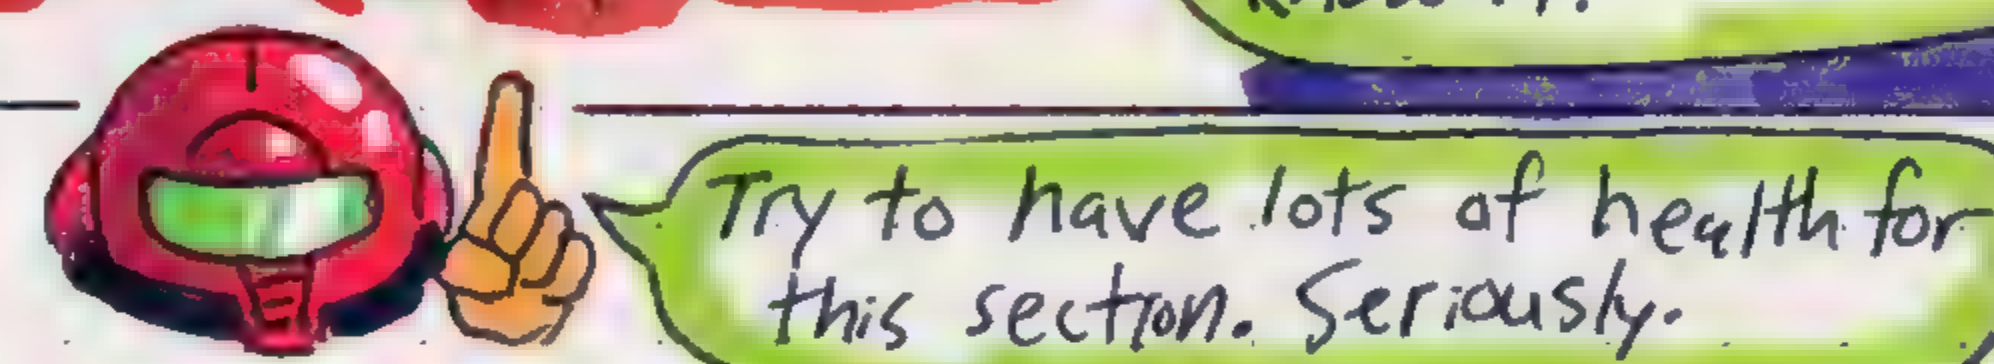 Try to have lots of health for
this section. Seriously.